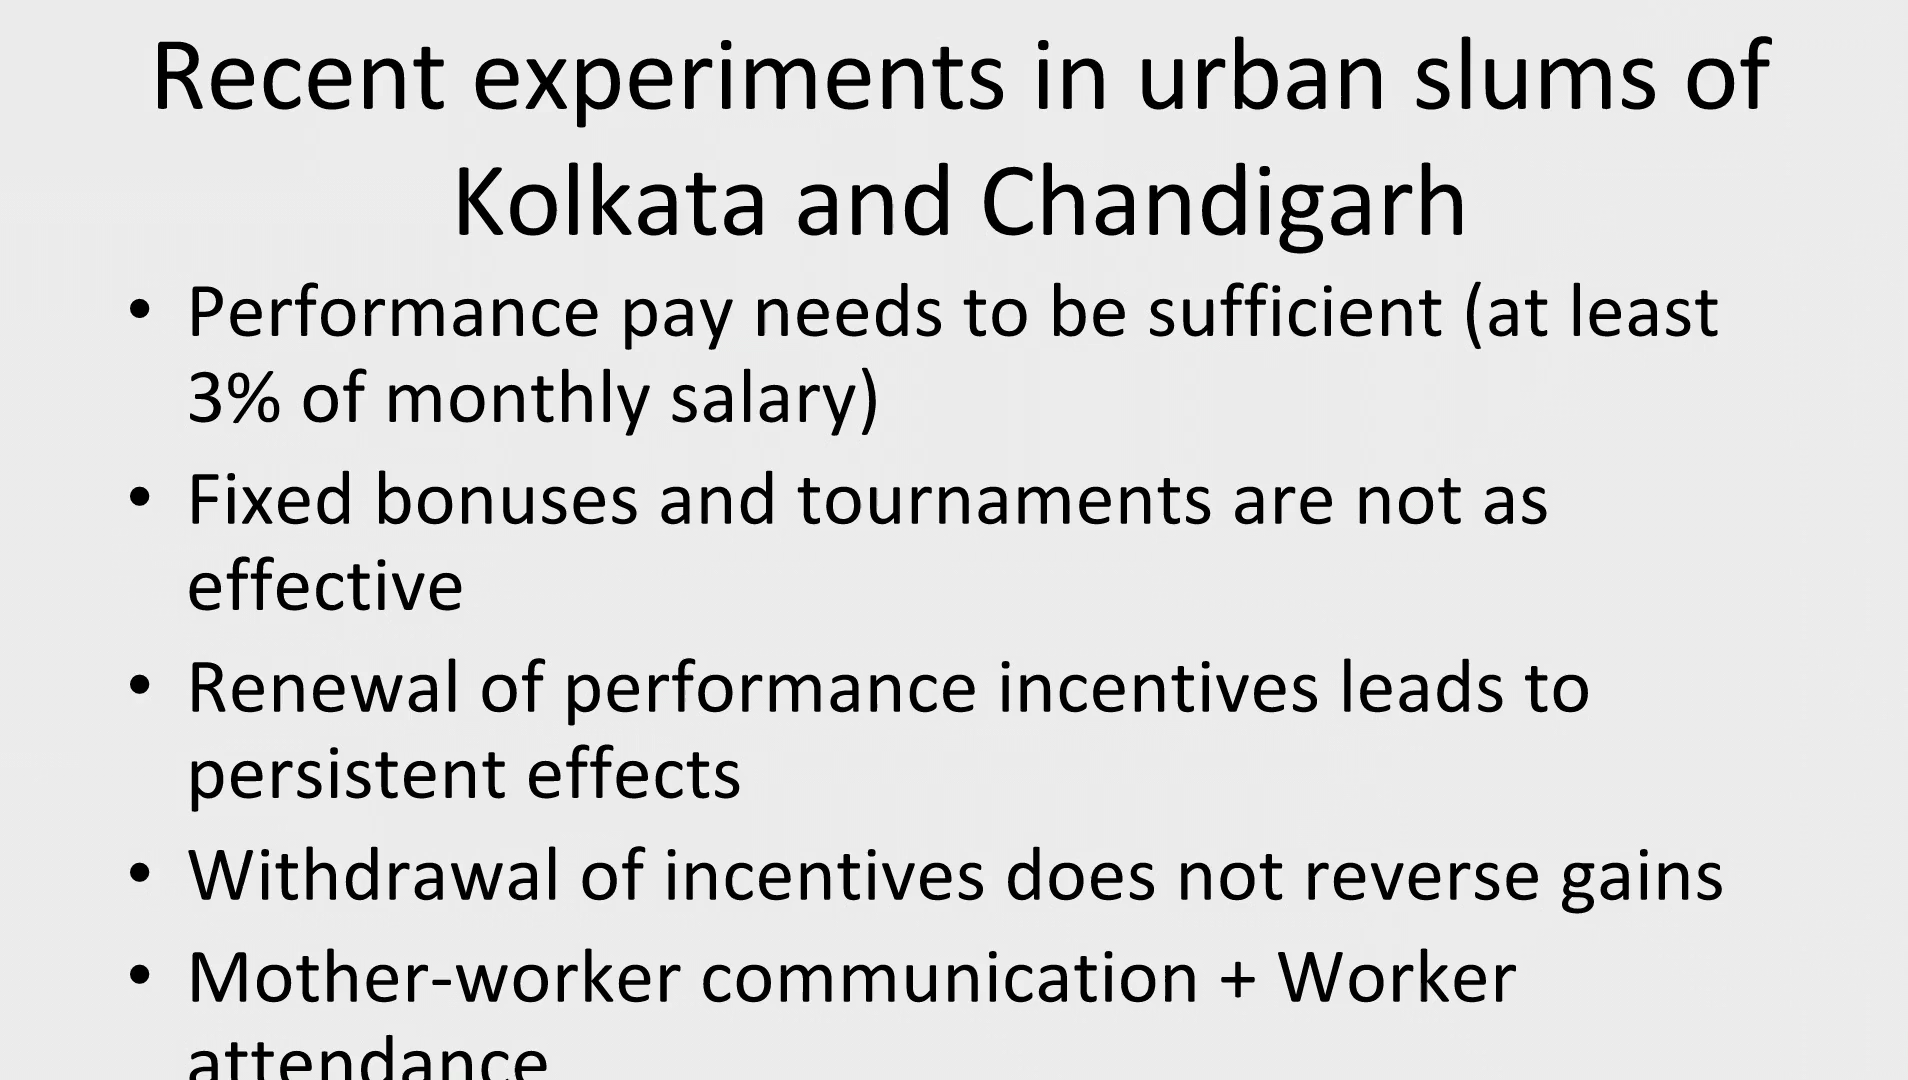 Recent experiments in urban slums of
Kolkata and Chandigarh
• Performance pay needs to be sufficient (at least
3% of monthly salary)
• Fixed bonuses and tournaments are not as
effective
• Renewal of performance incentives leads to
persistent effects
• Withdrawal of incentives does not reverse gains
• Mother-worker communication + Worker
attendance